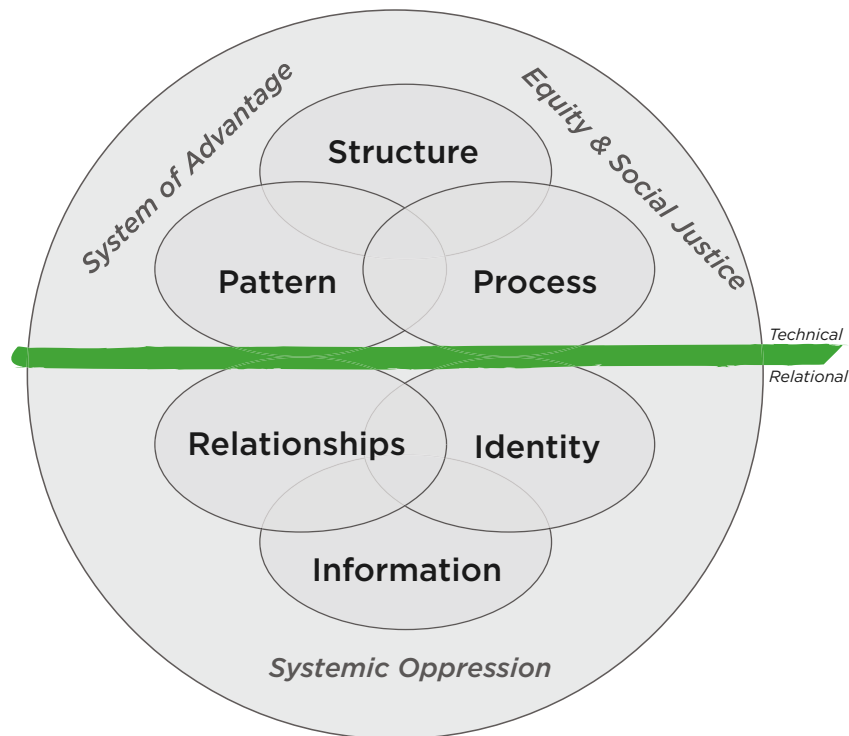 System of Advantage
Equity & Social Justice
Structure
Pattern
Process
Technical
Relational
Relationships
Identity
Information
Systemic Oppression